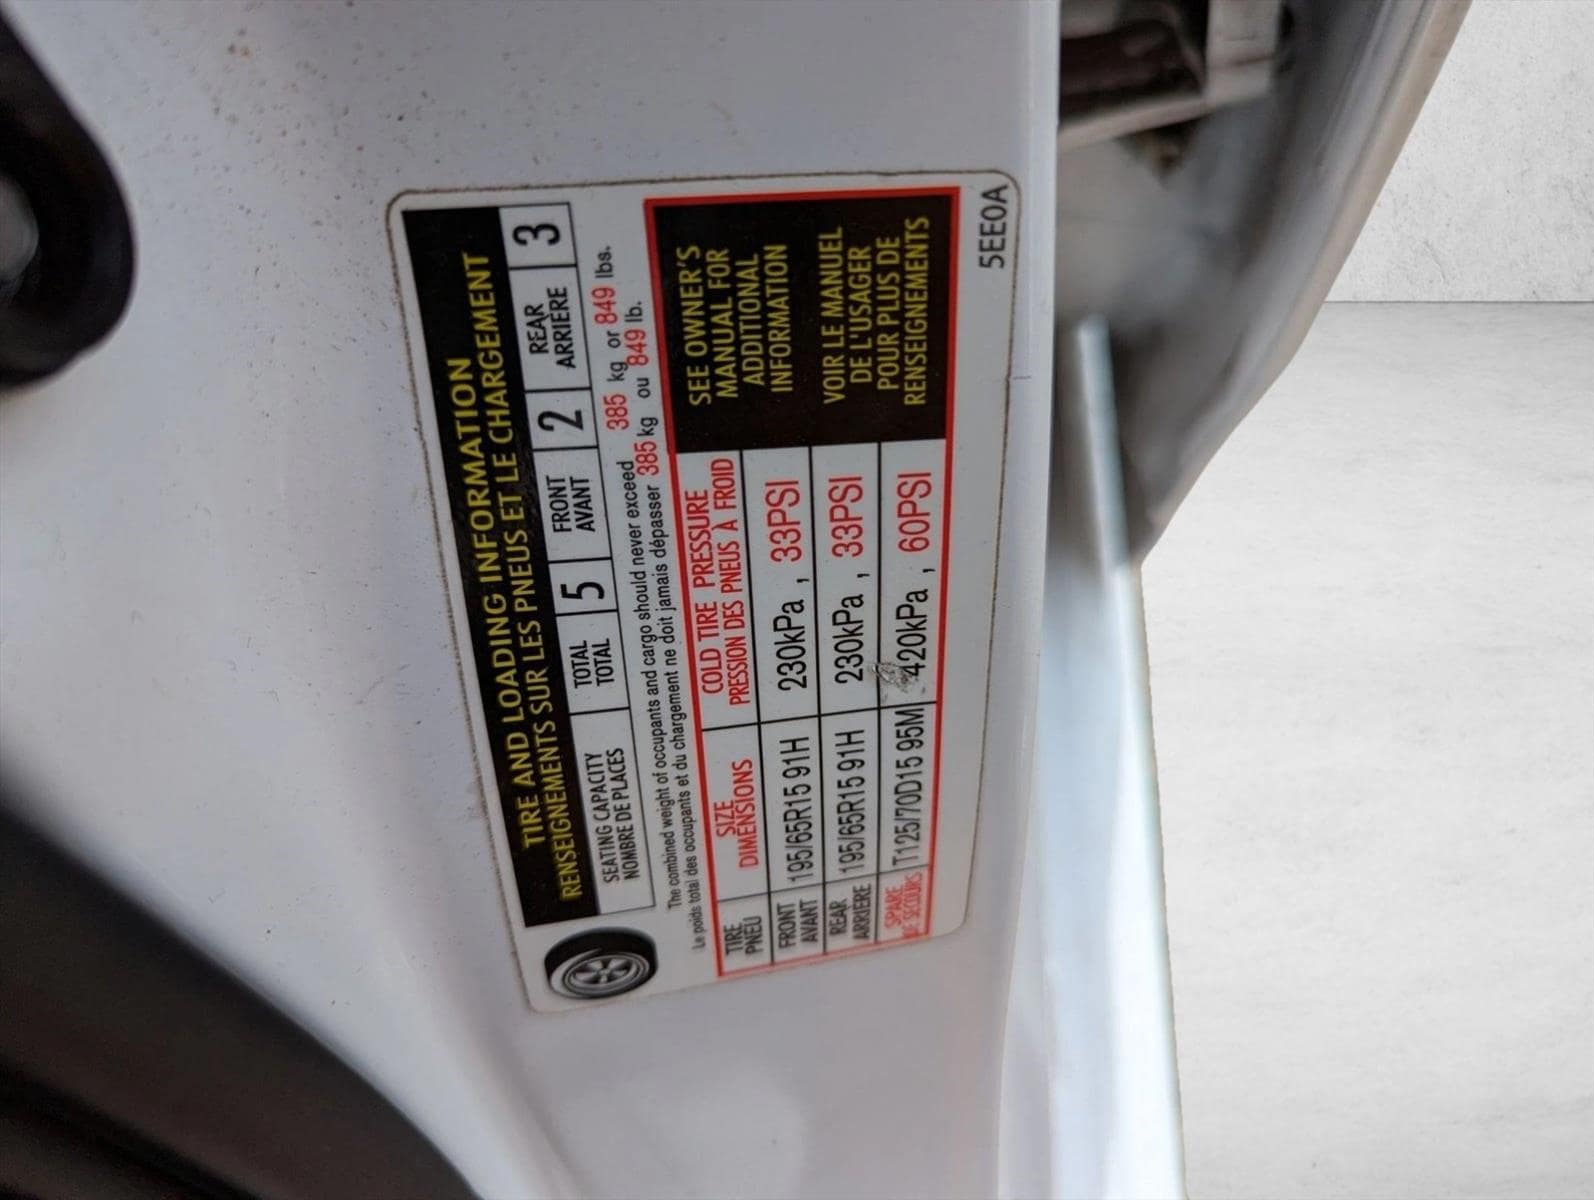 TIRE AND LOADING INFORMATION
RENSEIGNEMENTS SUR LES PNEUS ET LE CHARGEMENT
SEATING CAPACITY
NOMBRE DE PLACES
TOTAL
TOTAL
5
FRONT
AVANT
2
REAR
ARRIÈRE
3
The combined weight of occupants and cargo should never exceed 385 kg or 849 lbs.
Le poids total des occupants et du chargement ne doit jamais dépasser 385 kg ou 849 lb.
TIRE
PNEU
SIZE
DIMENSIONS
COLD TIRE PRESSURE
PRESSION DES PNEUS À FROID
FRONT
AVANT
195/65R15 91H
230kPa , 33PSI
REAR
ARRIERE
195/65R15 91H
230kPa , 33PSI
SPARE
DE SECOURS
T125/70D15 95M
420kPa , 60PSI
SEE OWNER'S
MANUAL FOR
ADDITIONAL
INFORMATION
VOIR LE MANUEL
DE L'USAGER
POUR PLUS DE
RENSEIGNEMENTS
5EE0A